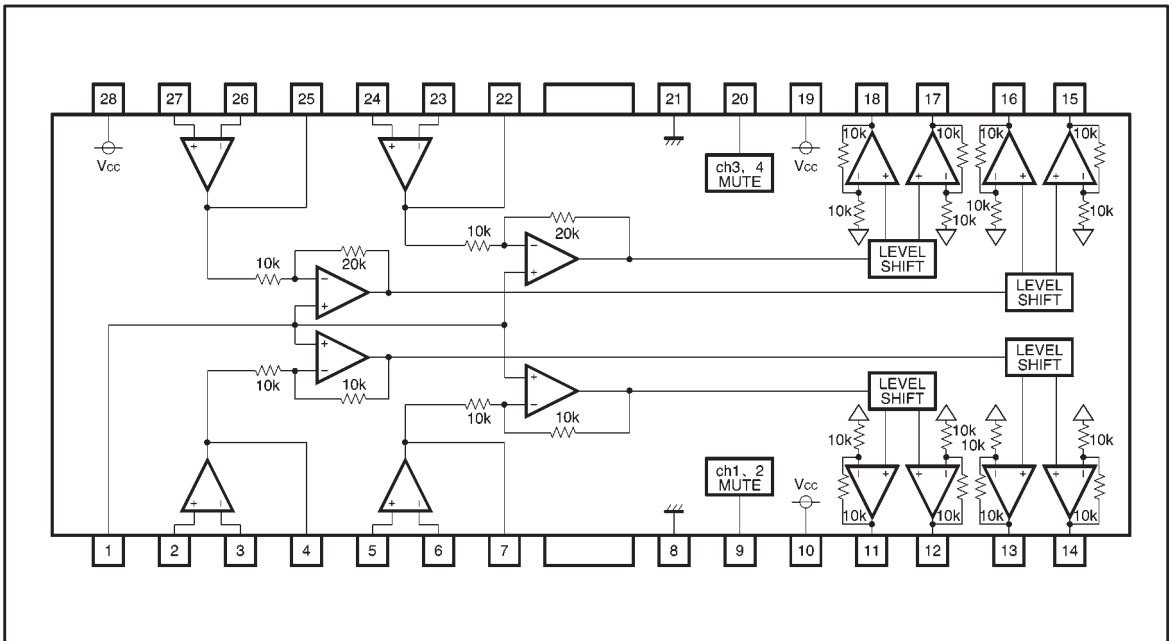 28 27 26 25 24 23 22 21 20 19 18 17 16 15
+ − + −
Vcc
ch3、4
MUTE
Vcc
10k 10k 10k 10k
+ + + +
10k 10k 10k 10k
10k 20k
−
+
LEVEL
SHIFT
10k 20k
−
+
LEVEL
SHIFT
+
−
10k 10k
LEVEL
SHIFT
+
−
10k 10k
LEVEL
SHIFT
10k 10k 10k 10k
ch1、2
MUTE
Vcc
+ − + −
+ + + +
10k 10k 10k 10k
1 2 3 4 5 6 7 8 9 10 11 12 13 14